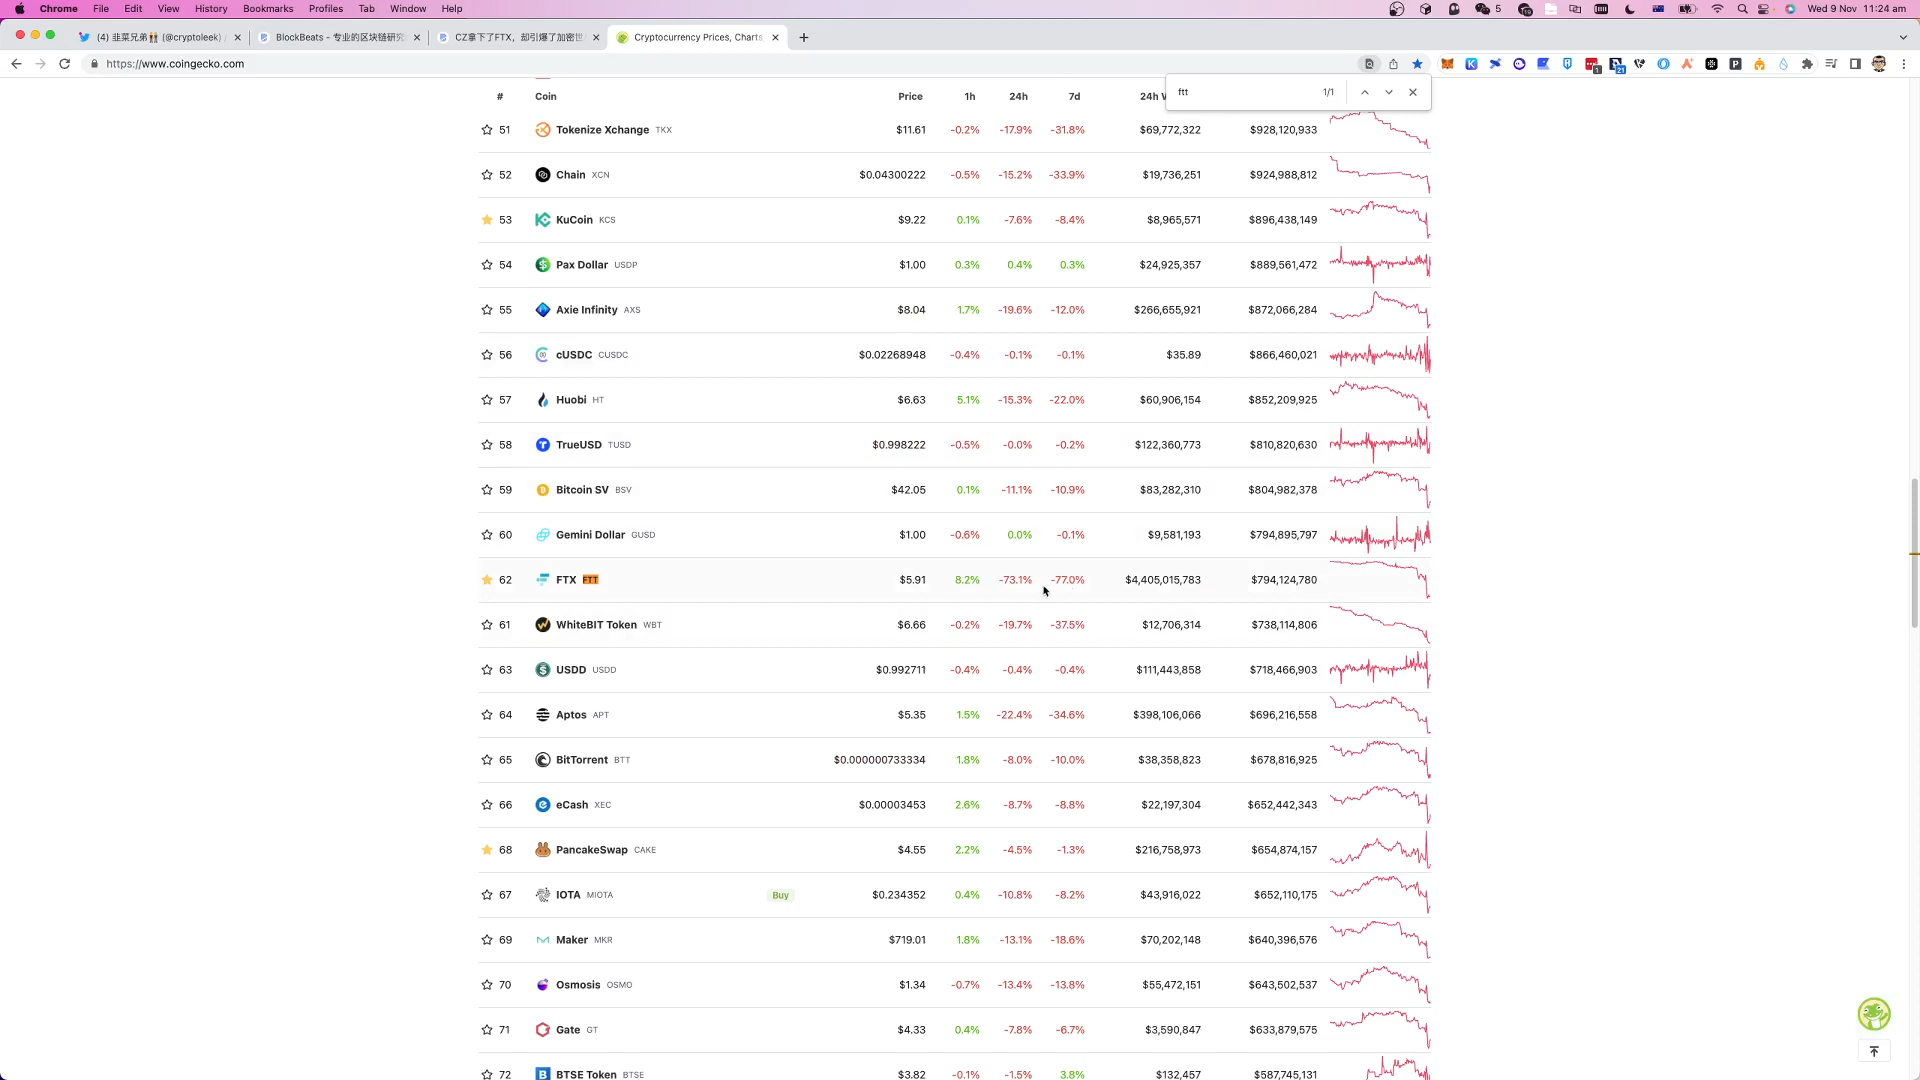 Chrome File Edit View History Bookmarks Profiles Tab Window Help 5 Wed 9 Nov 11:24 am
(4) 韭菜兄弟 (@cryptoleek) / BlockBeats - 专业的区块链研究 CZ拿下了FTX，却引爆了加密世 Cryptocurrency Prices, Charts,
https://www.coingecko.com
ftt 1/1
# Coin Price 1h 24h 7d 24h V
51 Tokenize Xchange TKX $11.61 -0.2% -17.9% -31.8% $69,772,322 $928,120,933
52 Chain XCN $0.04300222 -0.5% -15.2% -33.9% $19,736,251 $924,988,812
53 KuCoin KCS $9.22 0.1% -7.6% -8.4% $8,965,571 $896,438,149
54 Pax Dollar USDP $1.00 0.3% 0.4% 0.3% $24,925,357 $889,561,472
55 Axie Infinity AXS $8.04 1.7% -19.6% -12.0% $266,655,921 $872,066,284
56 cUSDC CUSDC $0.02268948 -0.4% -0.1% -0.1% $35.89 $866,460,021
57 Huobi HT $6.63 5.1% -15.3% -22.0% $60,906,154 $852,209,925
58 TrueUSD TUSD $0.998222 -0.5% -0.0% -0.2% $122,360,773 $810,820,630
59 Bitcoin SV BSV $42.05 0.1% -11.1% -10.9% $83,282,310 $804,982,378
60 Gemini Dollar GUSD $1.00 -0.6% 0.0% -0.1% $9,581,193 $794,895,797
62 FTX FTT $5.91 8.2% -73.1% -77.0% $4,405,015,783 $794,124,780
61 WhiteBIT Token WBT $6.66 -0.2% -19.7% -37.5% $12,706,314 $738,114,806
63 USDD USDD $0.992711 -0.4% -0.4% -0.4% $111,443,858 $718,466,903
64 Aptos APT $5.35 1.5% -22.4% -34.6% $398,106,066 $696,216,558
65 BitTorrent BTT $0.000000733334 1.8% -8.0% -10.0% $38,358,823 $678,816,925
66 eCash XEC $0.00003453 2.6% -8.7% -8.8% $22,197,304 $652,442,343
68 PancakeSwap CAKE $4.55 2.2% -4.5% -1.3% $216,758,973 $654,874,157
67 IOTA MIOTA Buy $0.234352 0.4% -10.8% -8.2% $43,916,022 $652,110,175
69 Maker MKR $719.01 1.8% -13.1% -18.6% $70,202,148 $640,396,576
70 Osmosis OSMO $1.34 -0.7% -13.4% -13.8% $55,472,151 $643,502,537
71 Gate GT $4.33 0.4% -7.8% -6.7% $3,590,847 $633,879,575
72 BTSE Token BTSE $3.82 -0.1% -1.5% 3.8% $132,457 $587,745,131